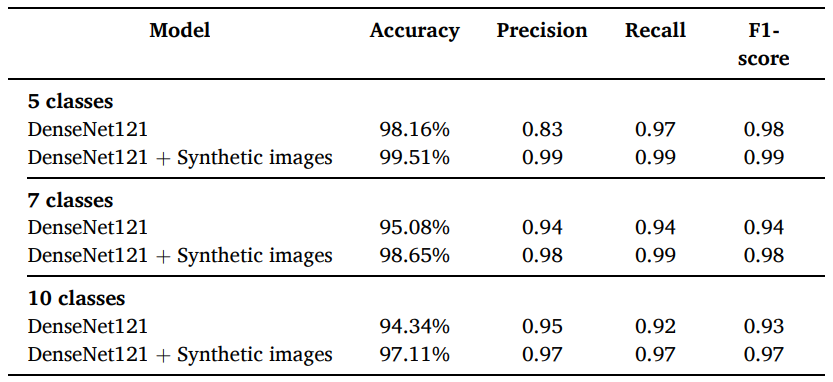 Model Accuracy Precision Recall F1-
score
5 classes
DenseNet121 98.16% 0.83 0.97 0.98
DenseNet121 + Synthetic images 99.51% 0.99 0.99 0.99
7 classes
DenseNet121 95.08% 0.94 0.94 0.94
DenseNet121 + Synthetic images 98.65% 0.98 0.99 0.98
10 classes
DenseNet121 94.34% 0.95 0.92 0.93
DenseNet121 + Synthetic images 97.11% 0.97 0.97 0.97